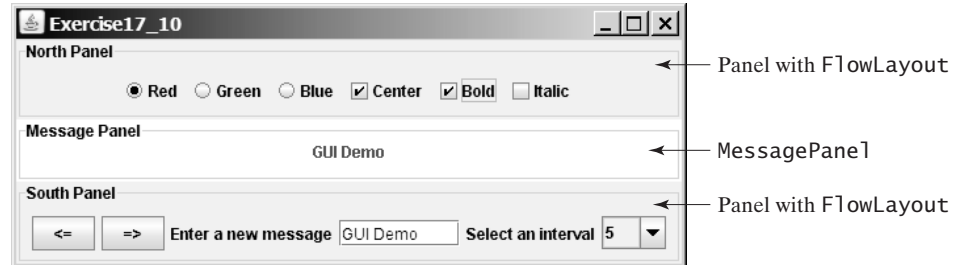 Exercise17_10
North Panel
Panel with FlowLayout
Red Green Blue Center Bold Italic
Message Panel
GUI Demo
MessagePanel
South Panel
Panel with FlowLayout
<= => Enter a new message GUI Demo Select an interval 5